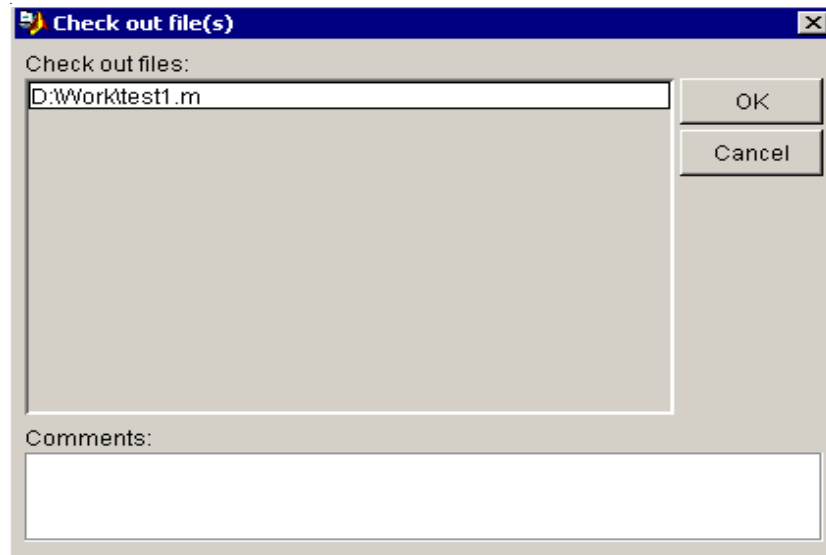 Check out file(s)
Check out files:
D:\Work\test1.m
OK
Cancel
Comments: